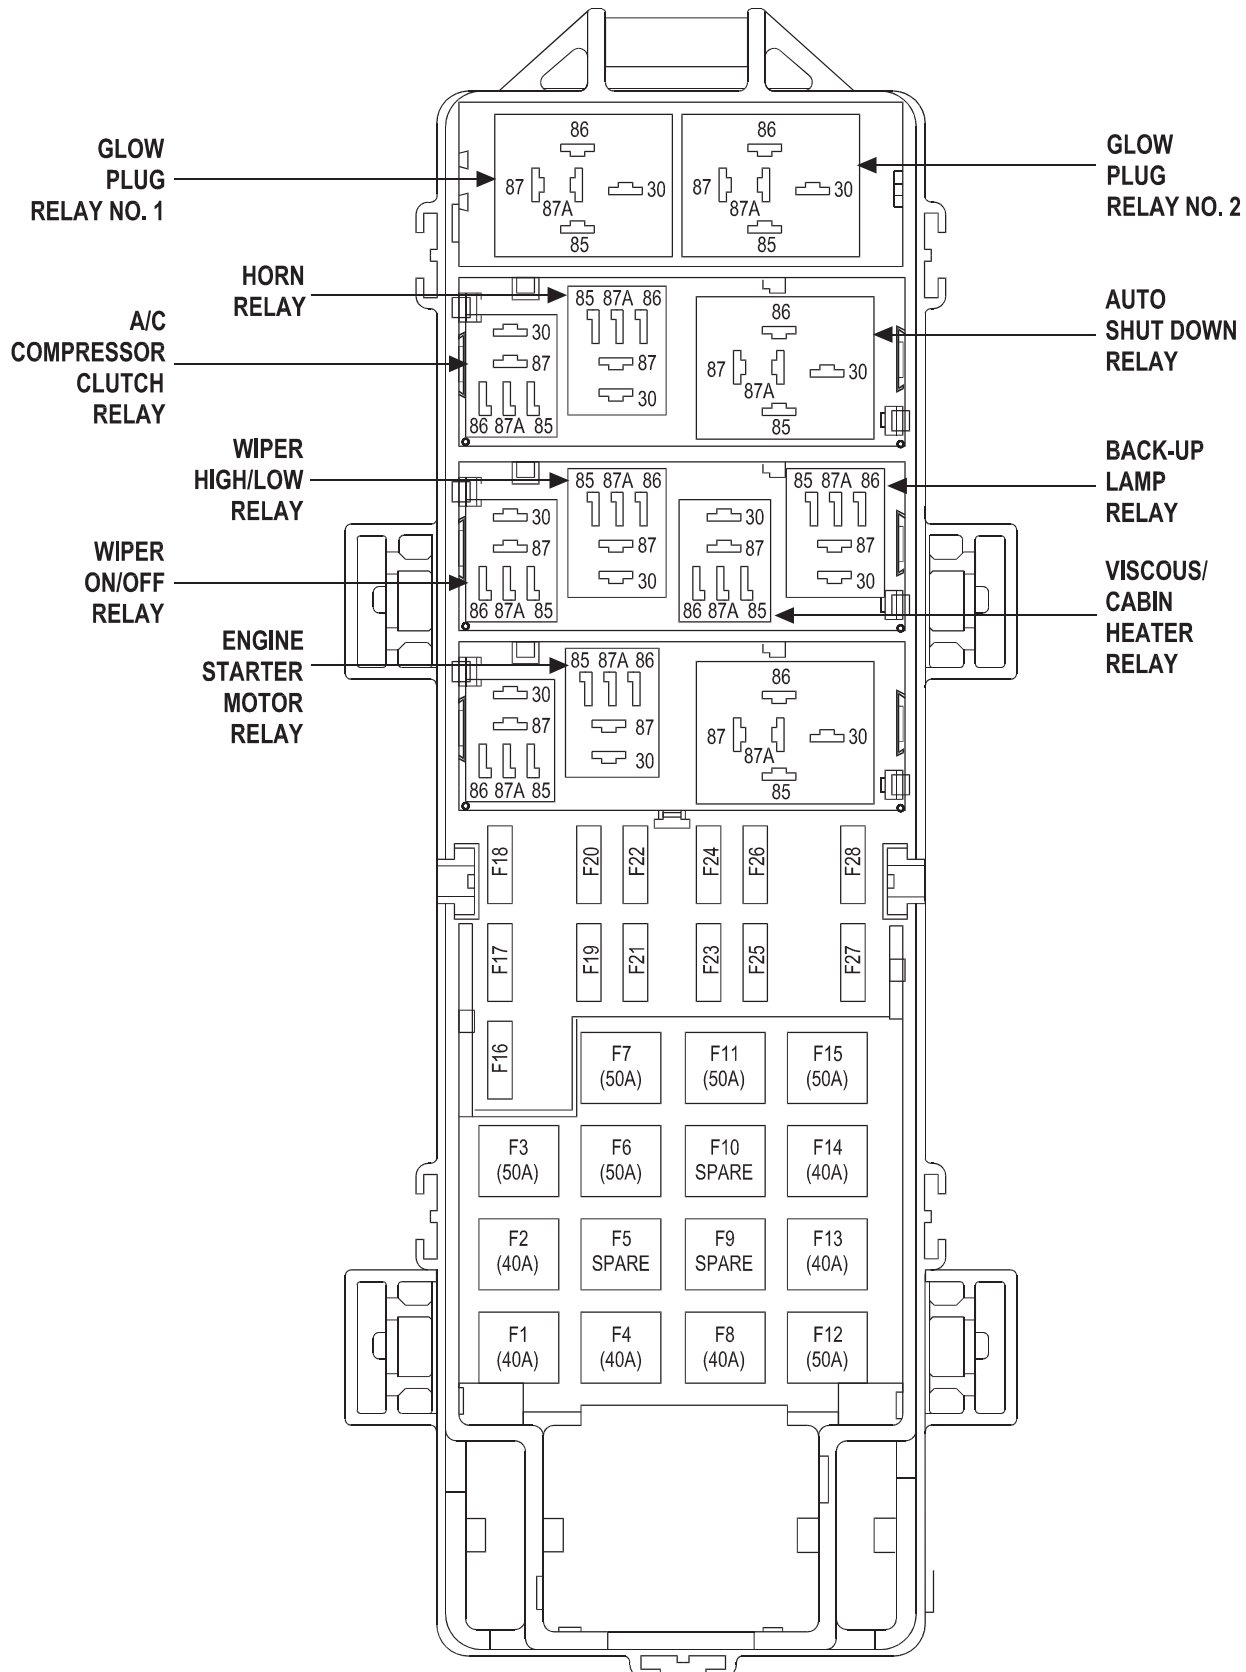 GLOW
PLUG
RELAY NO. 1
GLOW
PLUG
RELAY NO. 2
86
87
87A
30
85
86
87
87A
30
85
HORN
RELAY
A/C
COMPRESSOR
CLUTCH
RELAY
AUTO
SHUT DOWN
RELAY
30
87
86 87A 85
85 87A 86
87
30
86
87
87A
30
85
WIPER
HIGH/LOW
RELAY
WIPER
ON/OFF
RELAY
BACK-UP
LAMP
RELAY
VISCOUS/
CABIN
HEATER
RELAY
30
87
86 87A 85
85 87A 86
87
30
30
87
86 87A 85
85 87A 86
87
30
ENGINE
STARTER
MOTOR
RELAY
30
87
86 87A 85
85 87A 86
87
30
86
87
87A
30
85
F18
F20
F22
F24
F26
F28
F17
F19
F21
F23
F25
F27
F16
F7
(50A)
F11
(50A)
F15
(50A)
F3
(50A)
F6
(50A)
F10
SPARE
F14
(40A)
F2
(40A)
F5
SPARE
F9
SPARE
F13
(40A)
F1
(40A)
F4
(40A)
F8
(40A)
F12
(50A)